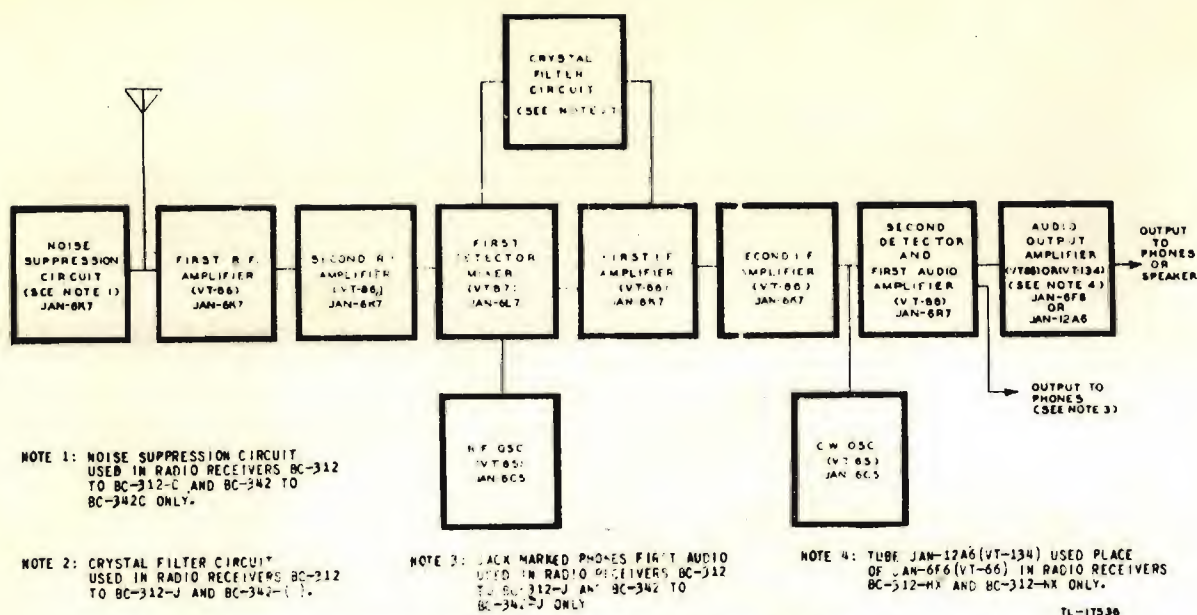 CRYSTAL
FILTER
CIRCUIT
(SEE NOTE
NOISE
SUPPRESSION
CIRCUIT
(SEE NOTE 1)
JAN-6K7
FIRST R.F.
AMPLIFIER
(VT-86)
JAN-6K7
SECOND R.F.
AMPLIFIER
(VT-86)
JAN-6K7
FIRST
DETECTOR
MIXER
(VT87)
JAN-6L7
FIRST I.F.
AMPLIFIER
(VT-86)
JAN-6K7
SECOND I.F.
AMPLIFIER
(VT-86)
JAN-6K7
SECOND
DETECTOR
AND
FIRST AUDIO
AMPLIFIER
(VT-88)
JAN-6R7
AUDIO
OUTPUT
AMPLIFIER
OR(VT-134)
(SEE NOTE 4)
JAN-6F6
OR
JAN-12A6
OUTPUT
TO
PHONES
OR
SPEAKER
OUTPUT TO
PHONES
(SEE NOTE 3)
OSC
(VT-65)
JAN-6C5
C.W. OSC
(VT-65)
JAN-6C5
NOTE 1: NOISE SUPPRESSION CIRCUIT
USED IN RADIO RECEIVERS BC-312
TO BC-312-C AND BC-342 TO
BC-342C ONLY.
NOTE 2: CRYSTAL FILTER CIRCUIT
USED IN RADIO RECEIVERS BC-312
TO BC-312-J AND BC-342-( ).
NOTE 3: JACK MARKED PHONES FIRST AUDIO
USED IN RADIO RECEIVERS BC-312
TO BC-312-J AND BC-342 TO
BC-342-J ONLY
NOTE 4: TUBE JAN-12A6(VT-134) USED PLACE
OF JAN-6F6(VT-66) IN RADIO RECEIVERS
BC-312-HX AND BC-312-NX ONLY.
TL-17536